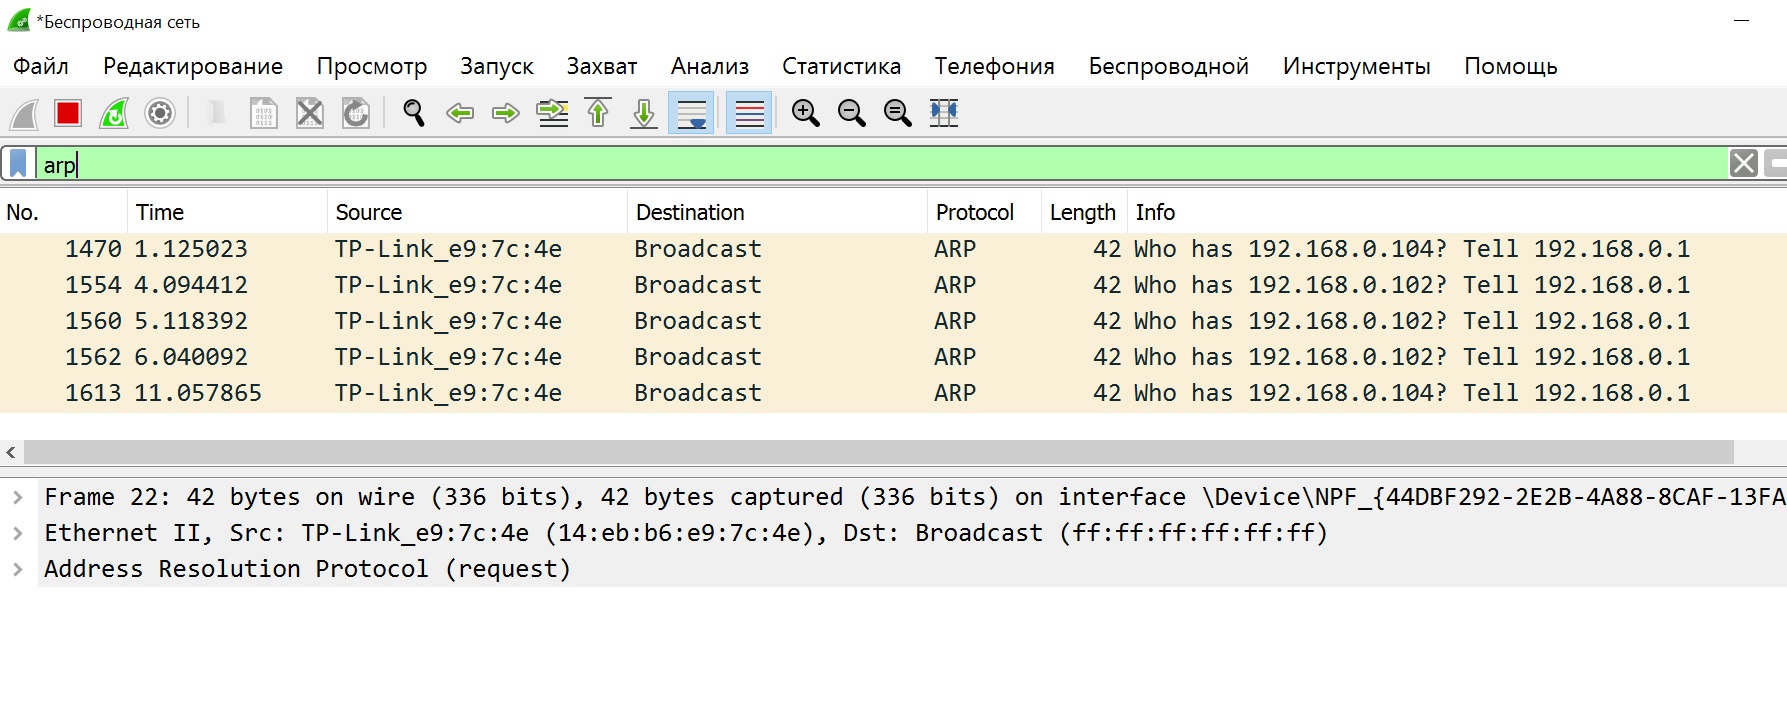 *Беспроводная сеть
Файл Редактирование Просмотр Запуск Захват Анализ Статистика Телефония Беспроводной Инструменты Помощь
arp
No. Time Source Destination Protocol Length Info
1470 1.125023 TP-Link_e9:7c:4e Broadcast ARP 42 Who has 192.168.0.104? Tell 192.168.0.1
1554 4.094412 TP-Link_e9:7c:4e Broadcast ARP 42 Who has 192.168.0.102? Tell 192.168.0.1
1560 5.118392 TP-Link_e9:7c:4e Broadcast ARP 42 Who has 192.168.0.102? Tell 192.168.0.1
1562 6.040092 TP-Link_e9:7c:4e Broadcast ARP 42 Who has 192.168.0.102? Tell 192.168.0.1
1613 11.057865 TP-Link_e9:7c:4e Broadcast ARP 42 Who has 192.168.0.104? Tell 192.168.0.1
Frame 22: 42 bytes on wire (336 bits), 42 bytes captured (336 bits) on interface \Device\NPF_{44DBF292-2E2B-4A88-8CAF-13FA
Ethernet II, Src: TP-Link_e9:7c:4e (14:eb:b6:e9:7c:4e), Dst: Broadcast (ff:ff:ff:ff:ff:ff)
Address Resolution Protocol (request)